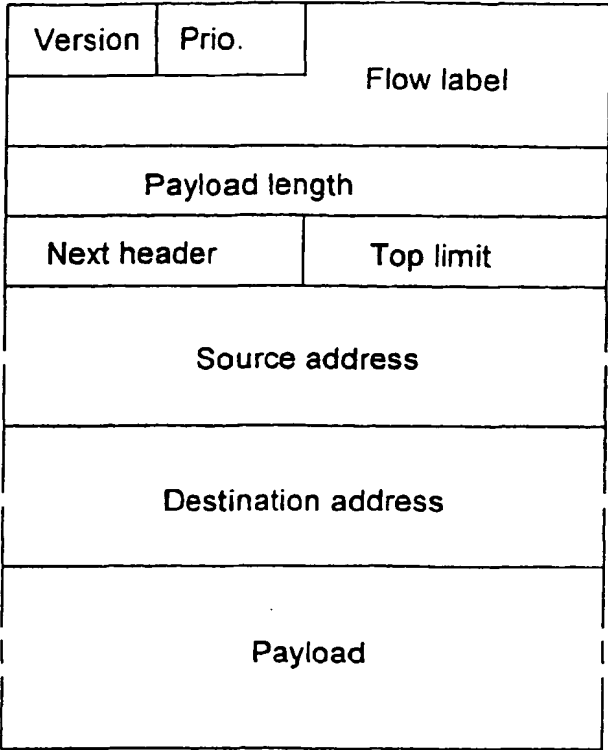 Version Prio.
Flow label
Payload length
Next header Top limit
Source address
Destination address
Payload